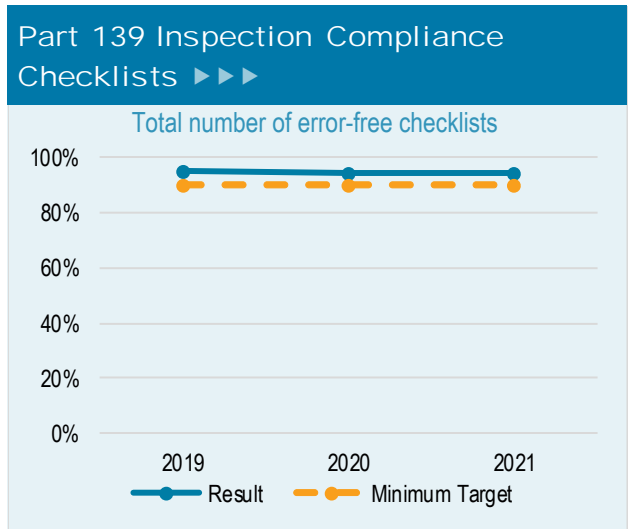 Part 139 Inspection Compliance
Checklists ▶▶▶
Total number of error-free checklists
100%
80%
60%
40%
20%
0%
2019 2020 2021
Result Minimum Target